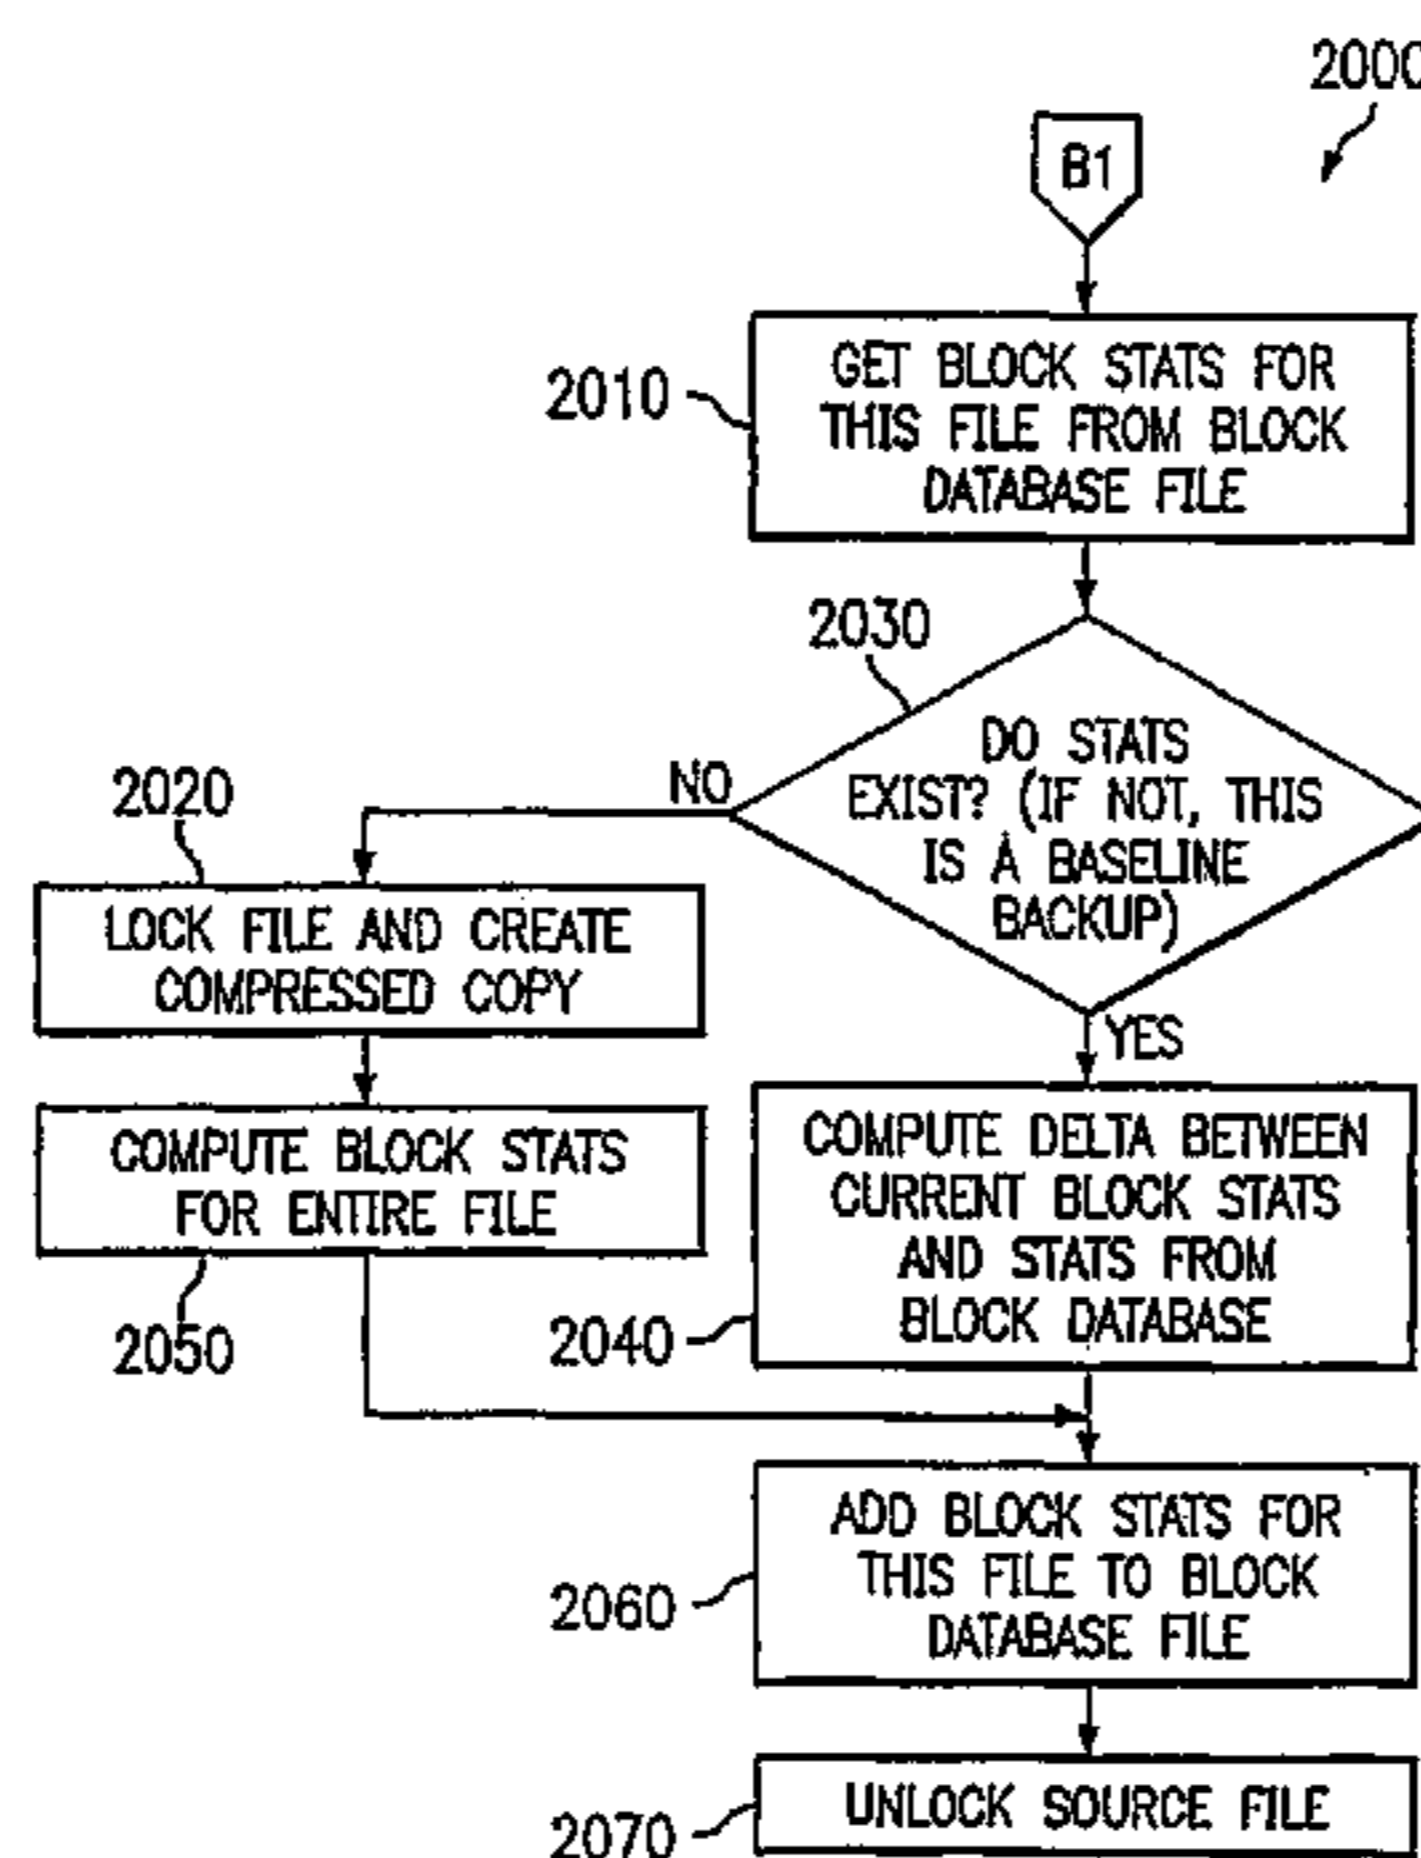 2000
B1
2010
GET BLOCK STATS FOR
THIS FILE FROM BLOCK
DATABASE FILE
2030
DO STATS
EXIST? (IF NOT, THIS
IS A BASELINE
BACKUP)
NO
YES
2020
LOCK FILE AND CREATE
COMPRESSED COPY
COMPUTE BLOCK STATS
FOR ENTIRE FILE
2050
COMPUTE DELTA BETWEEN
CURRENT BLOCK STATS
AND STATS FROM
BLOCK DATABASE
2040
ADD BLOCK STATS FOR
THIS FILE TO BLOCK
DATABASE FILE
2060
UNLOCK SOURCE FILE
2070